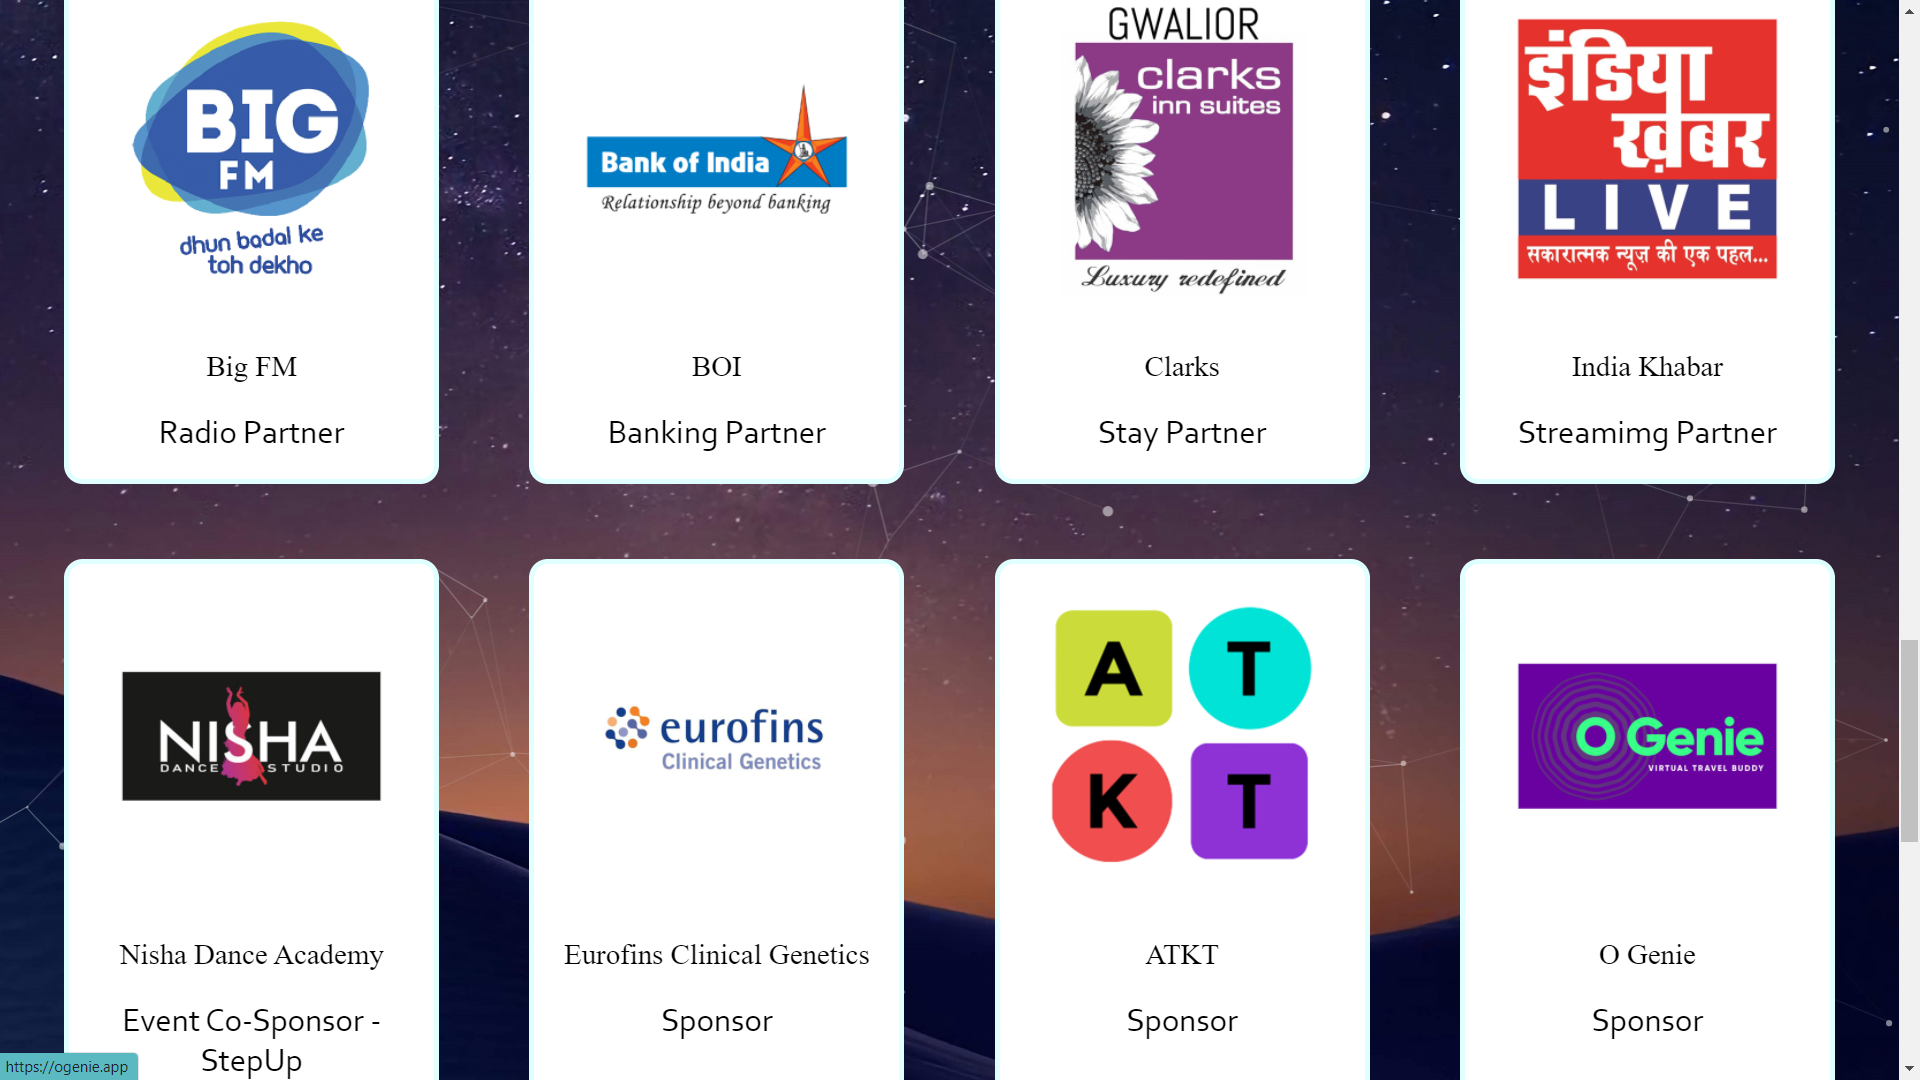 BIG
FM
dhun badal ke
toh dekho
Big FM
Radio Partner
Bank of India
Relationship beyond banking
BOI
Banking Partner
GWALIOR
clarks
inn suites
Luxury redefined
Clarks
Stay Partner
इंडिया
ख़बर
LIVE
सकारात्मक न्यूज़ की एक पहल...
India Khabar
Streamimg Partner
NISHA
DANCE STUDIO
Nisha Dance Academy
Event Co-Sponsor -
StepUp
eurofins
Clinical Genetics
Eurofins Clinical Genetics
Sponsor
A T
K T
ATKT
Sponsor
O Genie
VIRTUAL TRAVEL BUDDY
O Genie
Sponsor
https://ogenie.app